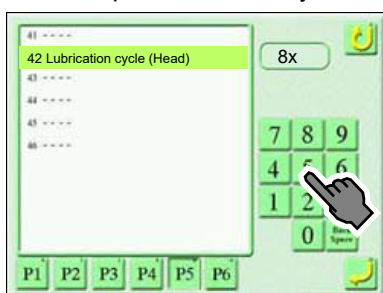 41 - - - -
42 Lubrication cycle (Head)
43 - - - -
44 - - - -
45 - - - -
46 - - - -
8x
7 8 9
4 5 6
1 2
0 Back Space
P1 P2 P3 P4 P5 P6